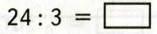 24 : 3 =